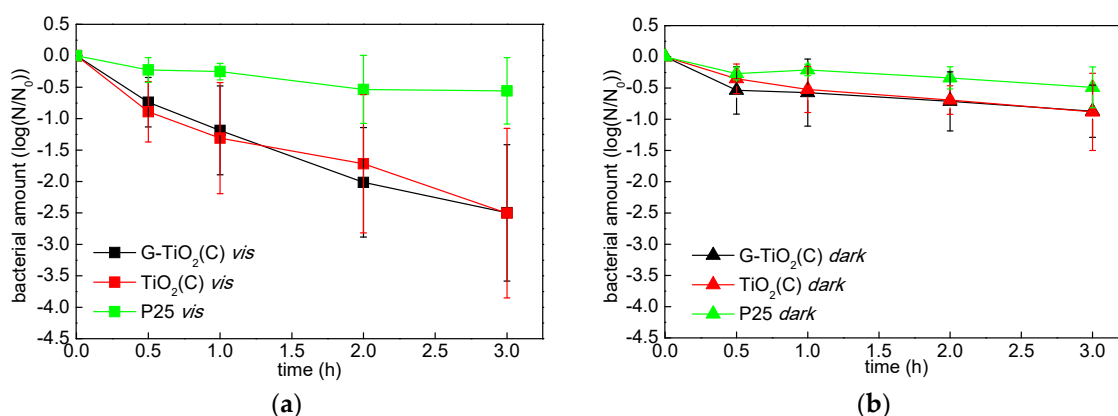 0.5
0.0
-0.5
-1.0
-1.5
-2.0
-2.5
-3.0
-3.5
-4.0
-4.5
bacterial amount (log(N/N₀))
G-TiO₂(C) vis
TiO₂(C) vis
P25 vis
0.0 0.5 1.0 1.5 2.0 2.5 3.0
time (h)
(a)
0.5
0.0
-0.5
-1.0
-1.5
-2.0
-2.5
-3.0
-3.5
-4.0
-4.5
bacterial amount (log(N/N₀))
G-TiO₂(C) dark
TiO₂(C) dark
P25 dark
0.0 0.5 1.0 1.5 2.0 2.5 3.0
time (h)
(b)